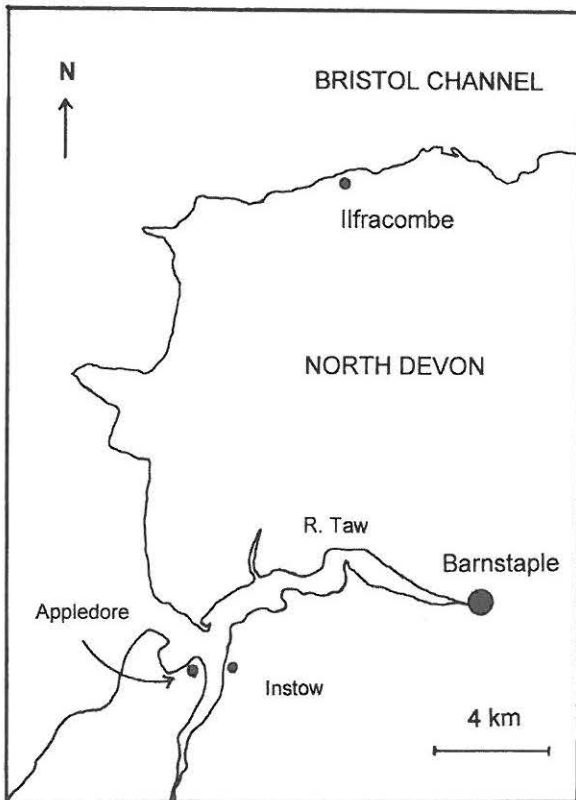 N
BRISTOL CHANNEL
Ilfracombe
NORTH DEVON
R. Taw
Barnstaple
Appledore
Instow
4 km